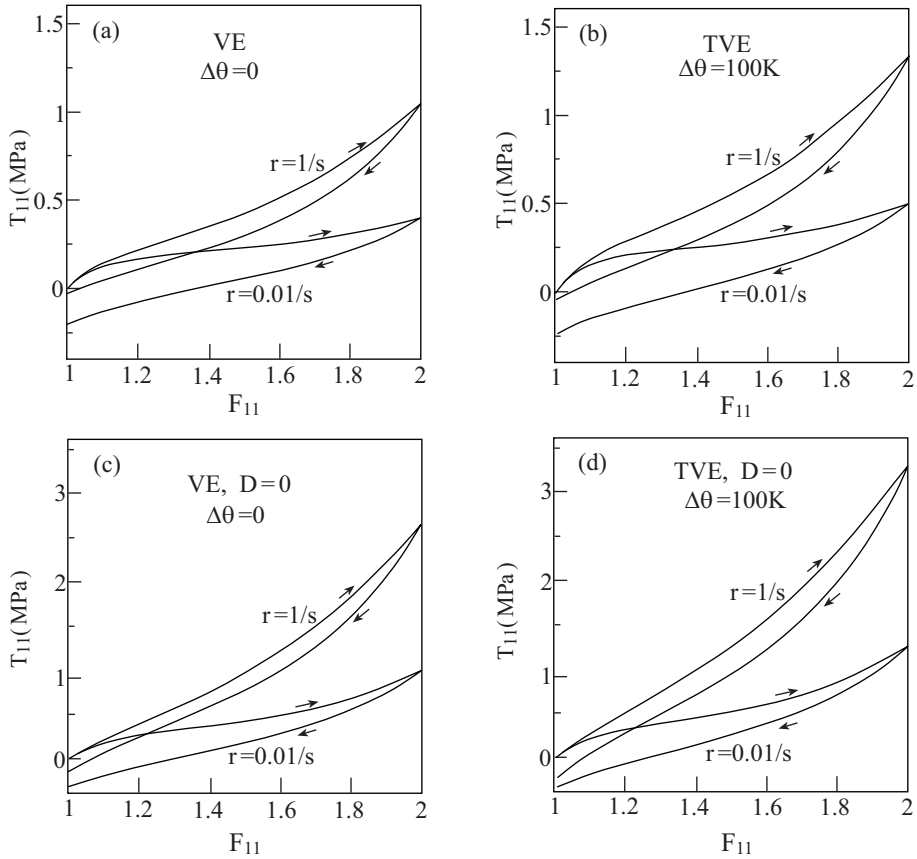 (a)
VE
Δθ=0
1.5
1
0.5
0
T11(MPa)
r=1/s
r=0.01/s
1 1.2 1.4 1.6 1.8 2
F11
(b)
TVE
Δθ=100K
1.5
1
0.5
0
T11(MPa)
r=1/s
r=0.01/s
1 1.2 1.4 1.6 1.8 2
F11
(c)
VE, D=0
Δθ=0
3
2
1
0
T11(MPa)
r=1/s
r=0.01/s
1 1.2 1.4 1.6 1.8 2
F11
(d)
TVE, D=0
Δθ=100K
3
2
1
0
T11(MPa)
r=1/s
r=0.01/s
1 1.2 1.4 1.6 1.8 2
F11